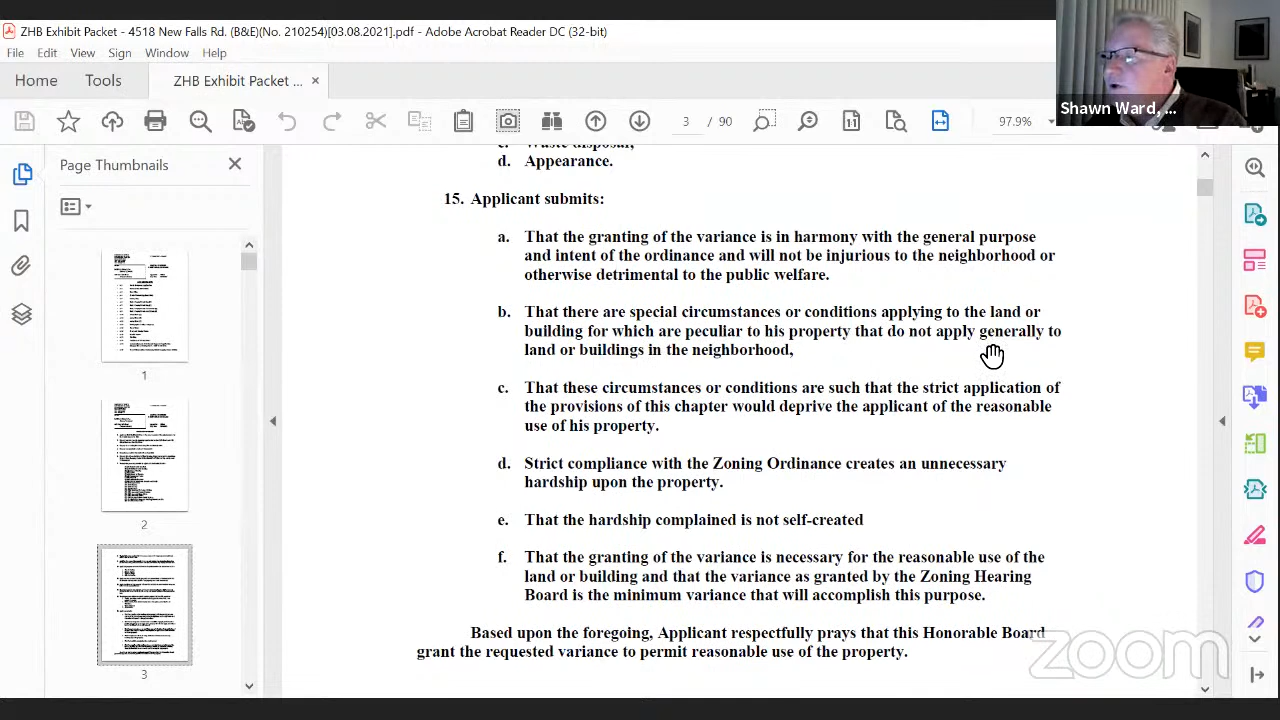 ZHB Exhibit Packet - 4518 New Falls Rd. (B&E)(No. 210254)[03.08.2021].pdf - Adobe Acrobat Reader DC (32-bit)
File Edit View Sign Window Help
Home Tools ZHB Exhibit Packet ... ×
3 / 90 97.9%
Shawn Ward, ...
Page Thumbnails
1
2
3
c. Waste disposal,
d. Appearance.
15. Applicant submits:
a. That the granting of the variance is in harmony with the general purpose
and intent of the ordinance and will not be injurious to the neighborhood or
otherwise detrimental to the public welfare.
b. That there are special circumstances or conditions applying to the land or
building for which are peculiar to his property that do not apply generally to
land or buildings in the neighborhood,
c. That these circumstances or conditions are such that the strict application of
the provisions of this chapter would deprive the applicant of the reasonable
use of his property.
d. Strict compliance with the Zoning Ordinance creates an unnecessary
hardship upon the property.
e. That the hardship complained is not self-created
f. That the granting of the variance is necessary for the reasonable use of the
land or building and that the variance as granted by the Zoning Hearing
Board is the minimum variance that will accomplish this purpose.
Based upon the foregoing, Applicant respectfully prays that this Honorable Board
grant the requested variance to permit reasonable use of the property.
zoom